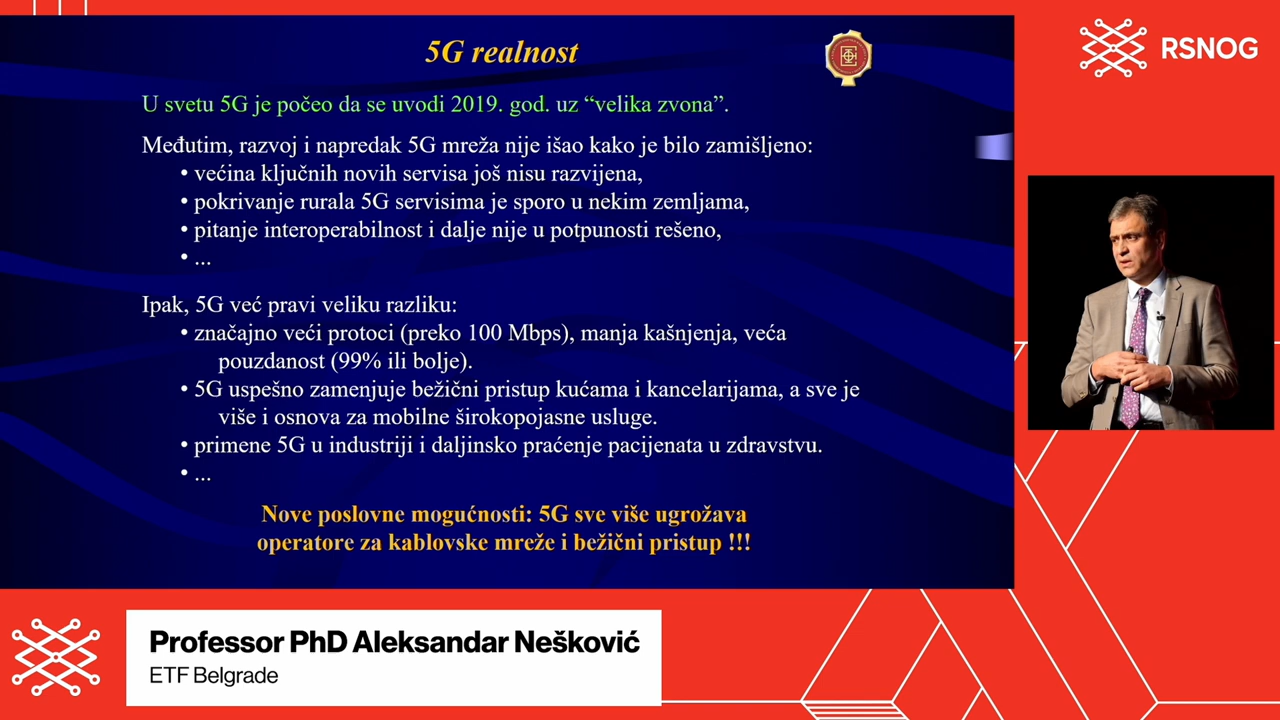 5G realnost
U svetu 5G je počeo da se uvodi 2019. god. uz “velika zvona”.
Međutim, razvoj i napredak 5G mreža nije išao kako je bilo zamišljeno:
• većina ključnih novih servisa još nisu razvijena,
• pokrivanje rurala 5G servisima je sporo u nekim zemljama,
• pitanje interoperabilnost i dalje nije u potpunosti rešeno,
• ...
Ipak, 5G već pravi veliku razliku:
• značajno veći protoci (preko 100 Mbps), manja kašnjenja, veća
pouzdanost (99% ili bolje).
• 5G uspešno zamenjuje bežični pristup kućama i kancelarijama, a sve je
više i osnova za mobilne širokopojasne usluge.
• primene 5G u industriji i daljinsko praćenje pacijenata u zdravstvu.
• ...
Nove poslovne mogućnosti: 5G sve više ugrožava
operatore za kablovske mreže i bežični pristup !!!
RSNOG
Professor PhD Aleksandar Nešković
ETF Belgrade